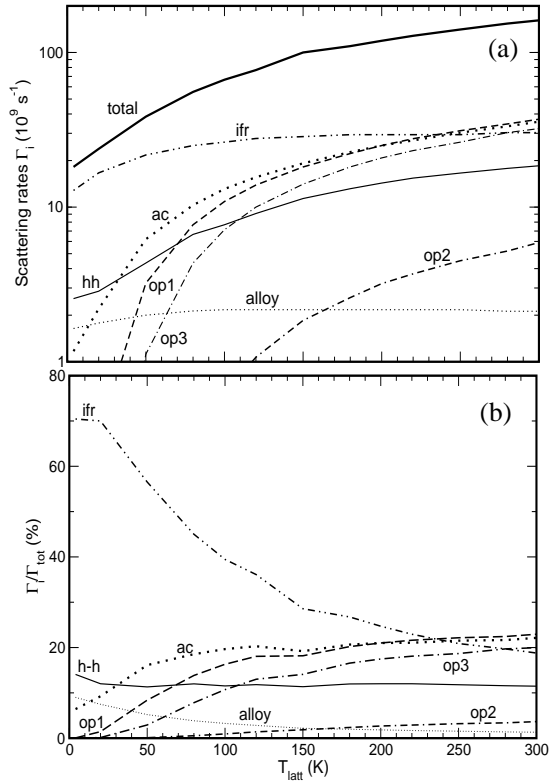 (a)
100
total
ifr
Scattering rates Γi (10⁹ s⁻¹)
ac
10
hh
op1
op2
alloy
op3
1
80
ifr
(b)
60
Γi/Γtot (%)
40
ac
20
h-h
op3
op1
alloy
op2
0
0 50 100 150 200 250 300
Tlatt (K)